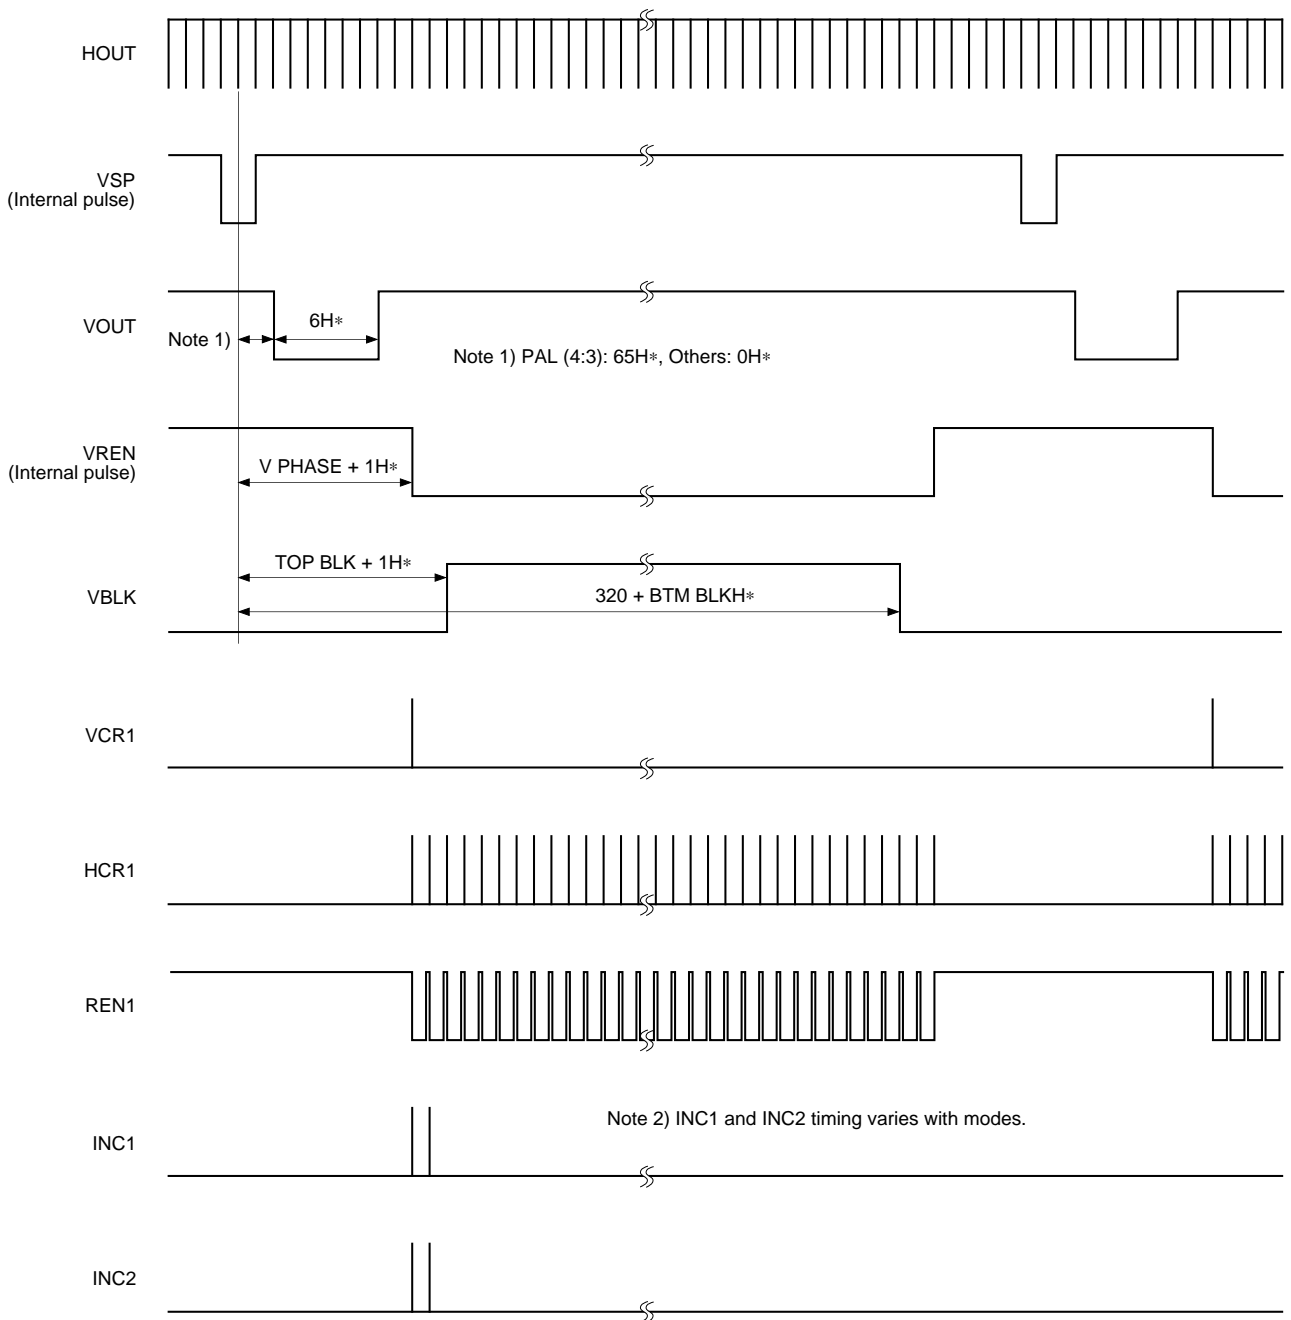 HOUT
VSP
(Internal pulse)
VOUT
Note 1)
6H*
Note 1) PAL (4:3): 65H*, Others: 0H*
VREN
(Internal pulse)
V PHASE + 1H*
TOP BLK + 1H*
VBLK
320 + BTM BLKH*
VCR1
HCR1
REN1
Note 2) INC1 and INC2 timing varies with modes.
INC1
INC2